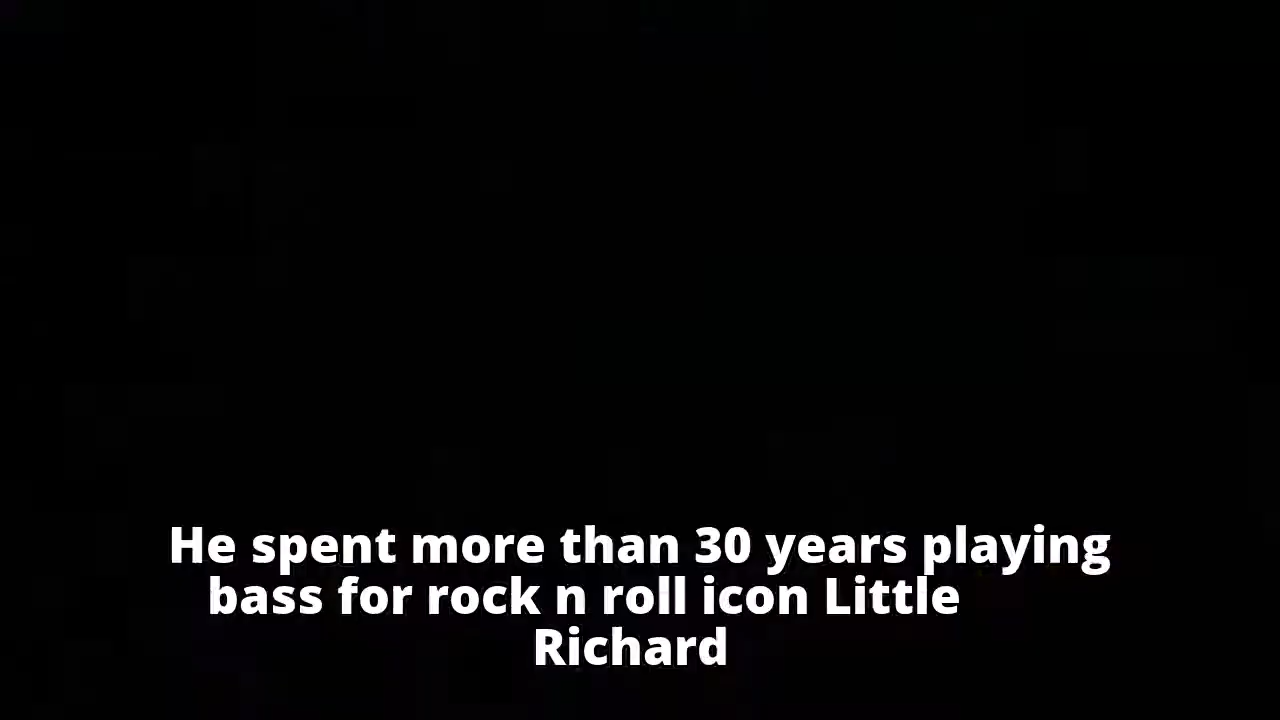 He spent more than 30 years playing
bass for rock n roll icon Little
Richard